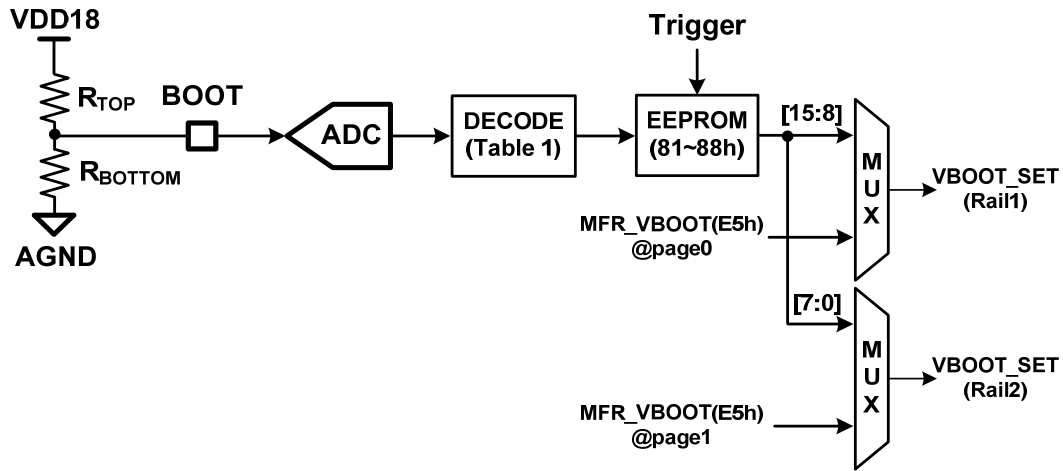 VDD18
RTOP
RBOTTOM
AGND
BOOT
ADC
DECODE
(Table 1)
Trigger
EEPROM
(81~88h)
[15:8]
MFR_VBOOT(E5h)
@page0
MUX
VBOOT_SET
(Rail1)
[7:0]
MFR_VBOOT(E5h)
@page1
MUX
VBOOT_SET
(Rail2)